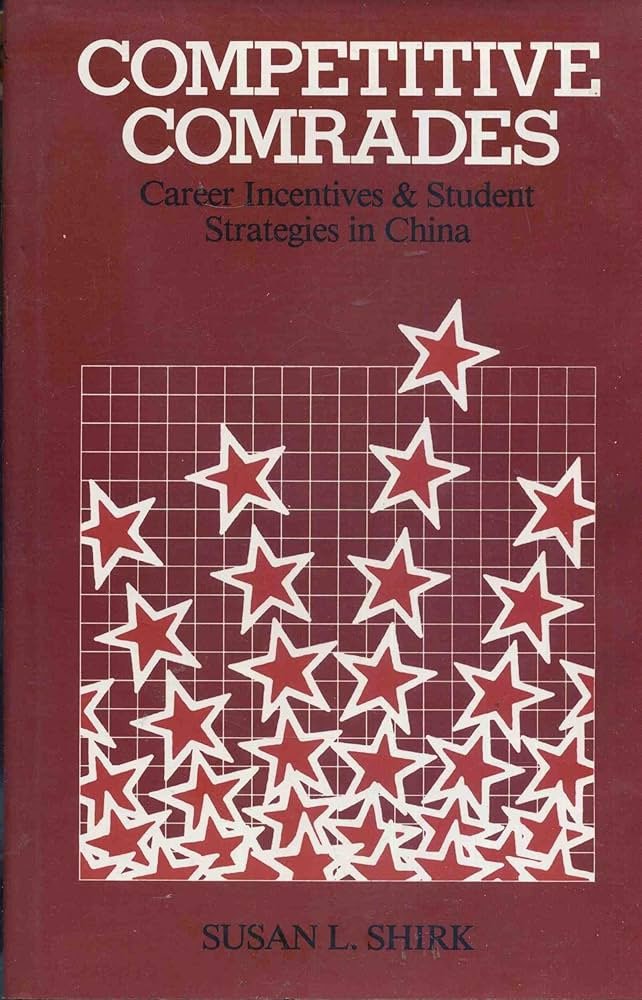 COMPETITIVE
COMRADES
Career Incentives & Student
Strategies in China
SUSAN L. SHIRK